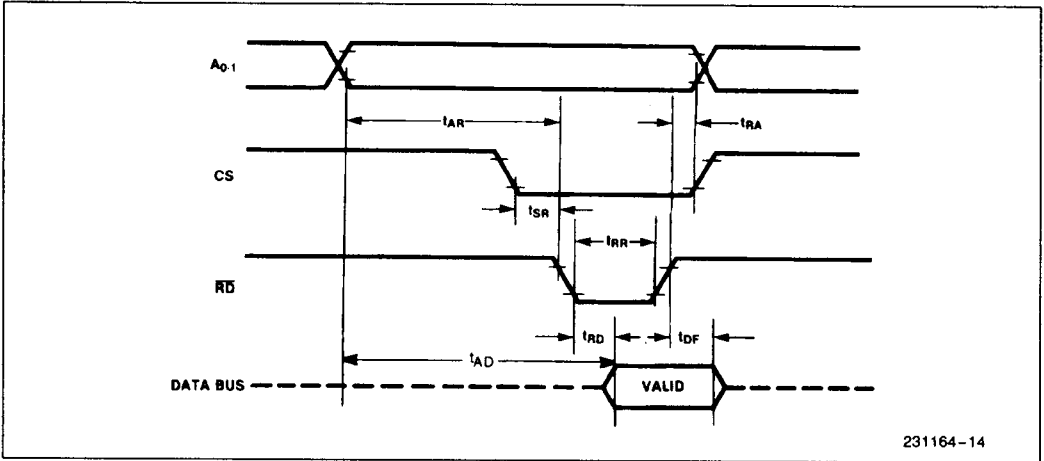 A0-1
tAR
tRA
CS
tSR
tRR
RD
tRD
tDF
tAD
DATA BUS
VALID
231164-14